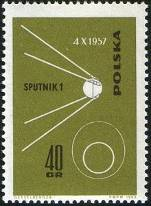 4 X 1957
POLSKA
SPUTNIK 1
40
GR